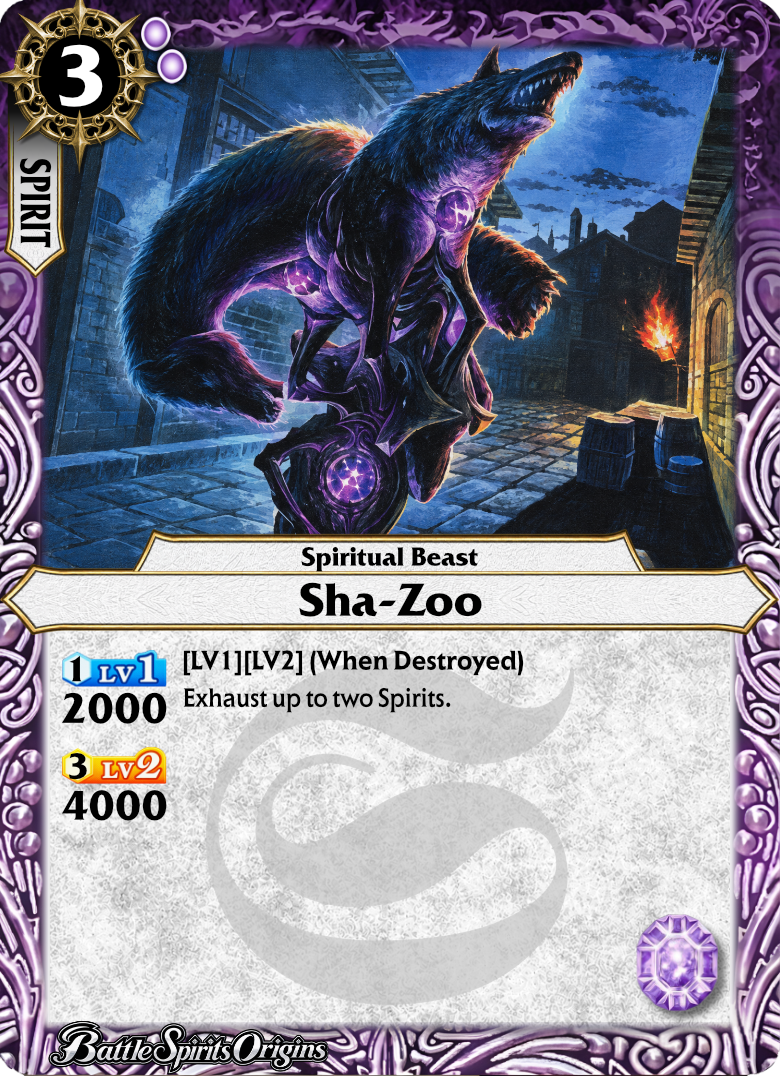 3
SPIRIT
Spiritual Beast
Sha-Zoo
1 LV1
2000
[LV1][LV2] (When Destroyed)
Exhaust up to two Spirits.
3 LV2
4000
S
Battle Spirits Origins